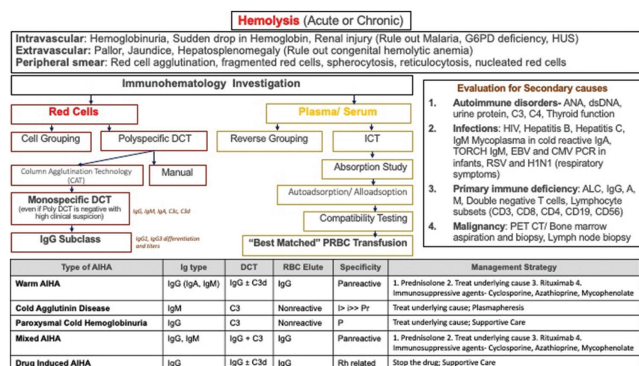 Hemolysis (Acute or Chronic)
Intravascular: Hemoglobinuria, Sudden drop in Hemoglobin, Renal injury (Rule out Malaria, G6PD deficiency, HUS)
Extravascular: Pallor, Jaundice, Hepatosplenomegaly (Rule out congenital hemolytic anemia)
Peripheral smear: Red cell agglutination, fragmented red cells, spherocytosis, reticulocytosis, nucleated red cells
Immunohematology Investigation
Red Cells
Plasma/ Serum
Cell Grouping
Polyspecific DCT
Reverse Grouping
ICT
Column Agglutination Technology
(CAT)
Manual
Absorption Study
Monospecific DCT
(even if Poly DCT is negative with
high clinical suspicion)
IgG, IgM, IgA, C3c, C3d
Autoadsorption/ Alloadsoption
Compatibility Testing
IgG Subclass
IgG1, IgG3 differentiation
and titres
"Best Matched" PRBC Transfusion
Evaluation for Secondary causes
1. Autoimmune disorders- ANA, dsDNA,
urine protein, C3, C4, Thyroid function
2. Infections: HIV, Hepatitis B, Hepatitis C,
IgM Mycoplasma in cold reactive IgA,
TORCH IgM, EBV and CMV PCR in
infants, RSV and H1N1 (respiratory
symptoms)
3. Primary immune deficiency: ALC, IgG, A,
M, Double negative T cells, Lymphocyte
subsets (CD3, CD8, CD4, CD19, CD56)
4. Malignancy: PET CT/ Bone marrow
aspiration and biopsy, Lymph node biopsy
Type of AIHA Ig type DCT RBC Elute Specificity Management Strategy
Warm AIHA IgG (IgA, IgM) IgG ± C3d IgG Panreactive 1. Prednisolone 2. Treat underlying cause 3. Rituximab 4.
Immunosuppressive agents- Cyclosporine, Azathioprine, Mycophenolate
Cold Agglutinin Disease IgM C3 Nonreactive I> i>> Pr Treat underlying cause; Plasmapheresis
Paroxysmal Cold Hemoglobinuria IgG C3 Nonreactive P Treat underlying cause; Supportive Care
Mixed AIHA IgG, IgM IgG + C3d IgG Panreactive 1. Prednisolone 2. Treat underlying cause 3. Rituximab 4.
Immunosuppressive agents- Cyclosporine, Azathioprine, Mycophenolate
Drug Induced AIHA IgG IgG ± C3d IgG Rh related Stop the drug; Supportive Care